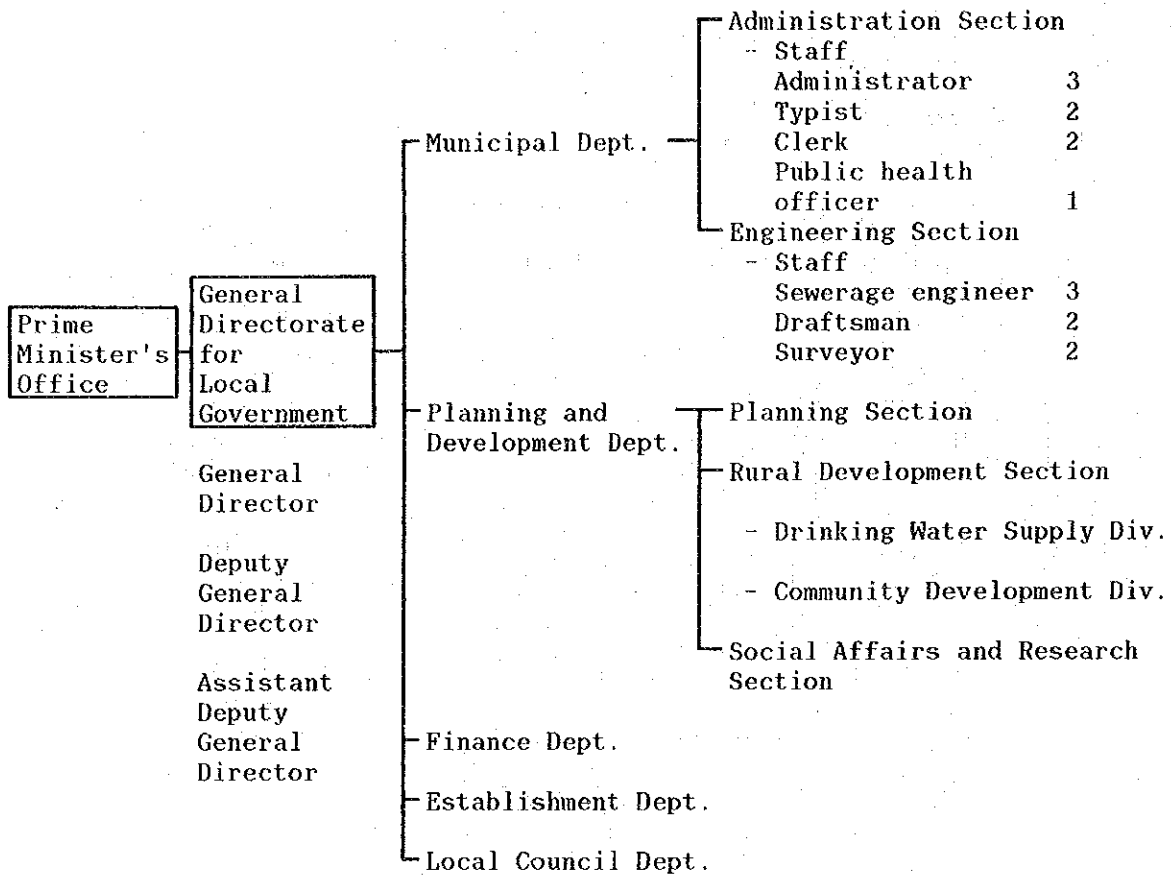 Prime
Minister's
Office
General
Directorate
for
Local
Government
General
Director
Deputy
General
Director
Assistant
Deputy
General
Director
Municipal Dept.
Administration Section
- Staff
Administrator 3
Typist 2
Clerk 2
Public health
officer 1
Engineering Section
- Staff
Sewerage engineer 3
Draftsman 2
Surveyor 2
Planning and
Development Dept.
Planning Section
Rural Development Section
- Drinking Water Supply Div.
- Community Development Div.
Social Affairs and Research
Section
Finance Dept.
Establishment Dept.
Local Council Dept.